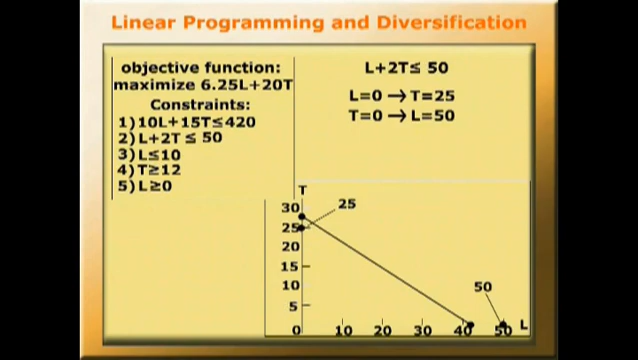 Linear Programming and Diversification
objective function:
maximize 6.25L+20T
Constraints:
1)10L+15T≤420
2)L+2T ≤ 50
3)L≤10
4)T≥12
5)L≥0
L+2T≤ 50
L=0 →T=25
T=0 →L=50
T
30
25
25
20
15
10
5
50
0 10 20 30 40 50 L